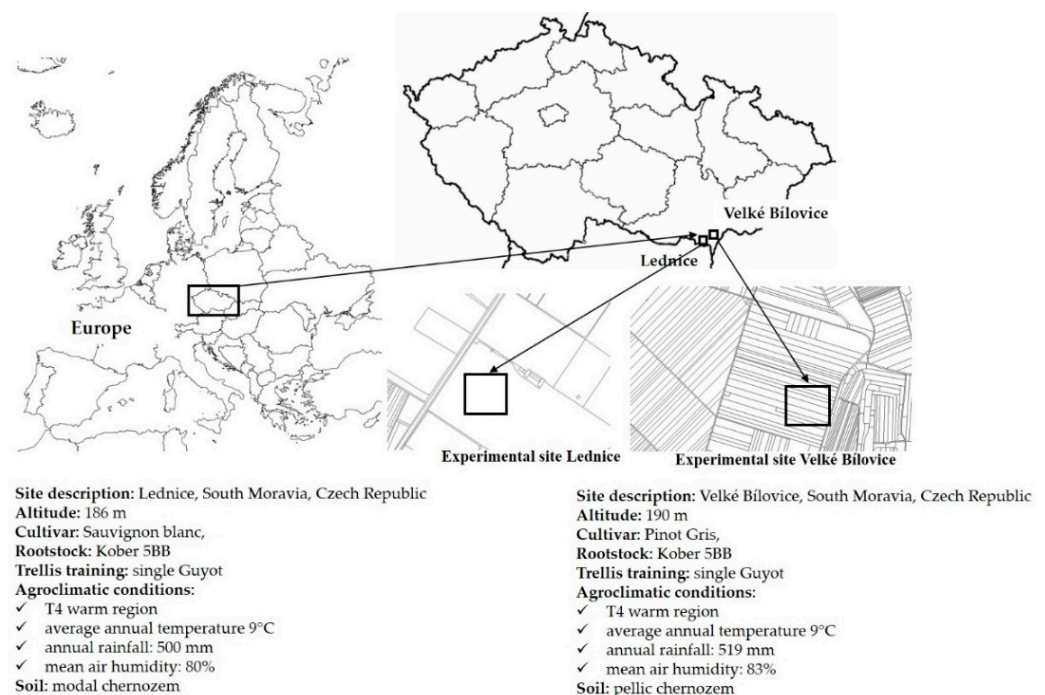 Velké Bílovice
Lednice
Europe
Experimental site Lednice
Experimental site Velké Bílovice
Site description: Lednice, South Moravia, Czech Republic
Altitude: 186 m
Cultivar: Sauvignon blanc,
Rootstock: Kober 5BB
Trellis training: single Guyot
Agroclimatic conditions:
✓ T4 warm region
✓ average annual temperature 9°C
✓ annual rainfall: 500 mm
✓ mean air humidity: 80%
Soil: modal chernozem
Site description: Velké Bílovice, South Moravia, Czech Republic
Altitude: 190 m
Cultivar: Pinot Gris,
Rootstock: Kober 5BB
Trellis training: single Guyot
Agroclimatic conditions:
✓ T4 warm region
✓ average annual temperature 9°C
✓ annual rainfall: 519 mm
✓ mean air humidity: 83%
Soil: pellic chernozem